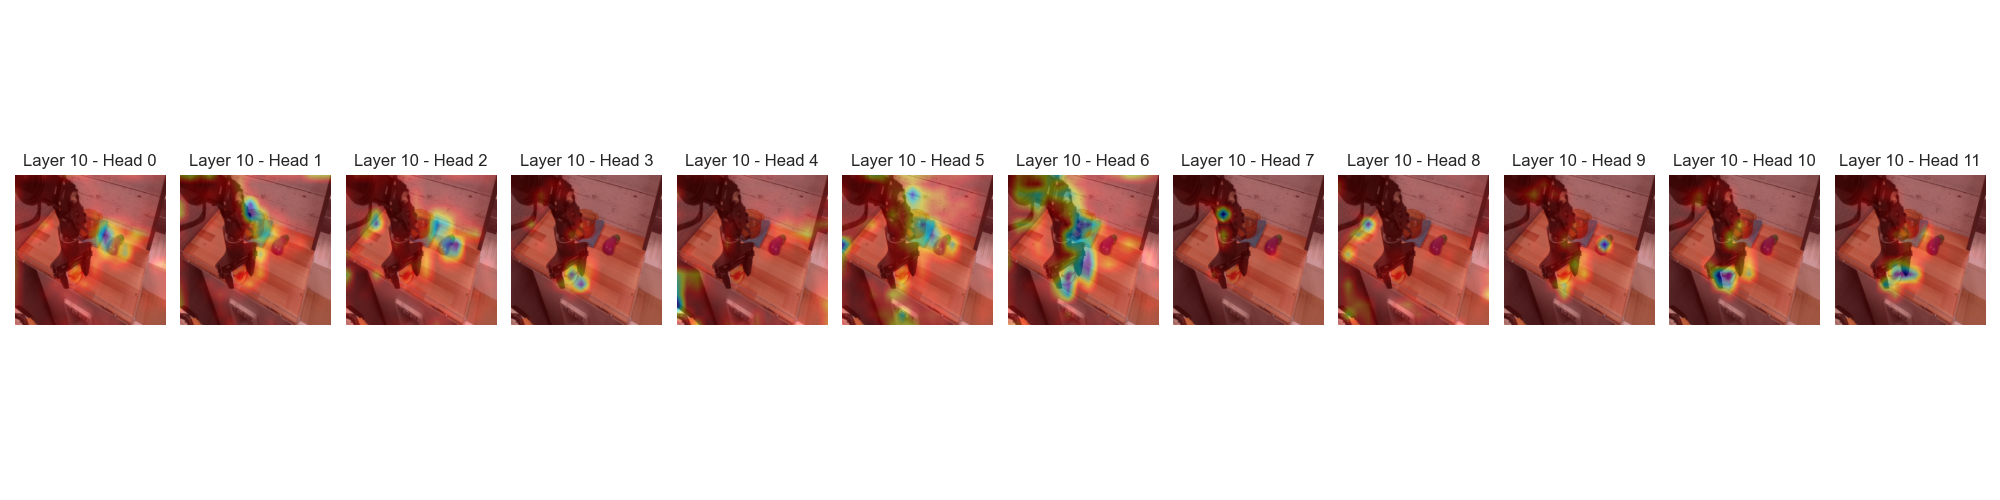 Layer 10 - Head 0
Layer 10 - Head 1
Layer 10 - Head 2
Layer 10 - Head 3
Layer 10 - Head 4
Layer 10 - Head 5
Layer 10 - Head 6
Layer 10 - Head 7
Layer 10 - Head 8
Layer 10 - Head 9
Layer 10 - Head 10
Layer 10 - Head 11